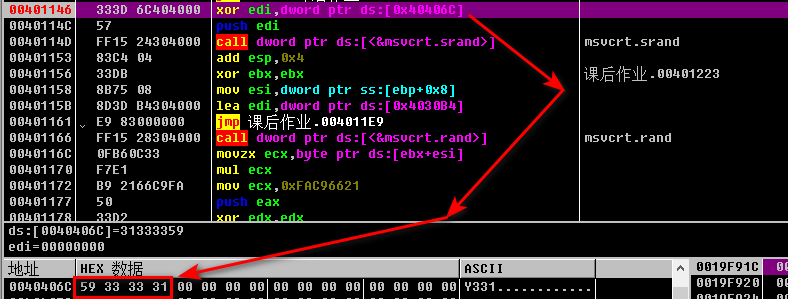 00401146 333D 6C404000 xor edi,dword ptr ds:[0x40406C]
0040114C 57 push edi
0040114D FF15 24304000 call dword ptr ds:[<&msvcrt.srand>] msvcrt.srand
00401153 83C4 04 add esp,0x4
00401156 33DB xor ebx,ebx 课后作业.00401223
00401158 8B75 08 mov esi,dword ptr ss:[ebp+0x8]
0040115B 8D3D B4304000 lea edi,dword ptr ds:[0x4030B4]
00401161 E9 83000000 jmp 课后作业.004011E9
00401166 FF15 28304000 call dword ptr ds:[<&msvcrt.rand>] msvcrt.rand
0040116C 0FB60C33 movzx ecx,byte ptr ds:[ebx+esi]
00401170 F7E1 mul ecx
00401172 B9 2166C9FA mov ecx,0xFAC96621
00401177 50 push eax
00401178 33D2 xor edx,edx
ds:[0040406C]=31333359
edi=00000000
地址 HEX 数据 ASCII
0040406C 59 33 33 31 00 00 00 00 00 00 00 00 00 00 00 00 Y331............
0019F91C
0019F920